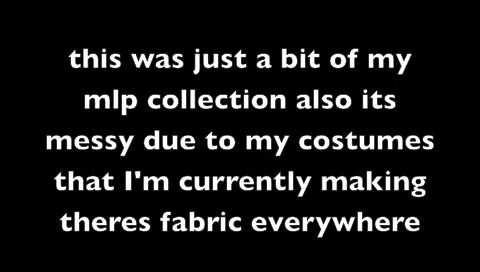 this was just a bit of my
mlp collection also its
messy due to my costumes
that I'm currently making
theres fabric everywhere